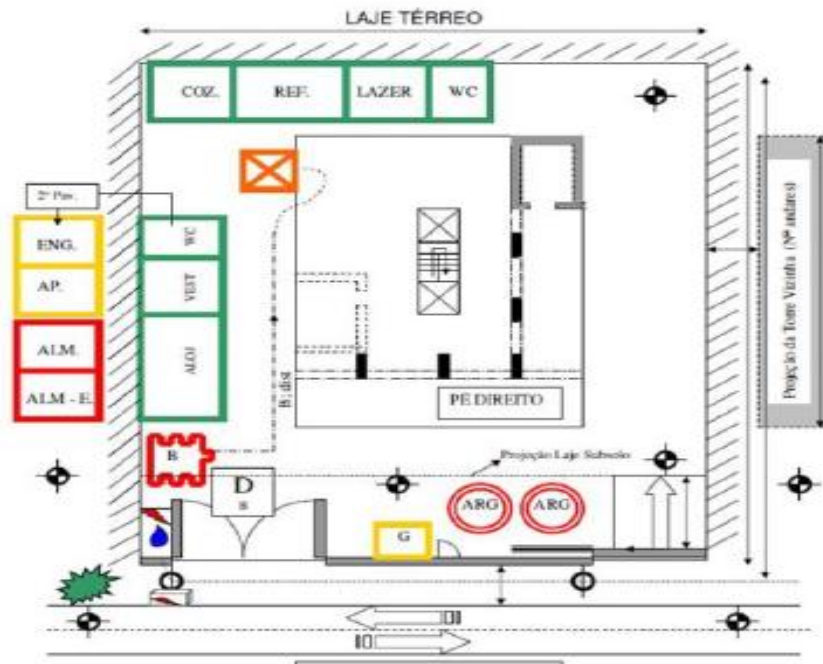 LAJE TÉRREO
COZ.
REF.
LAZER
WC
2º Pav.
ENG.
AP.
ALM.
ALM - E.
WC
VEST
ALOJ
B; dist
PÉ DIREITO
Projeção da Torre Vizinha (Nº andares)
B
D
B
Projeção Laje Subsolo
ARG
ARG
G